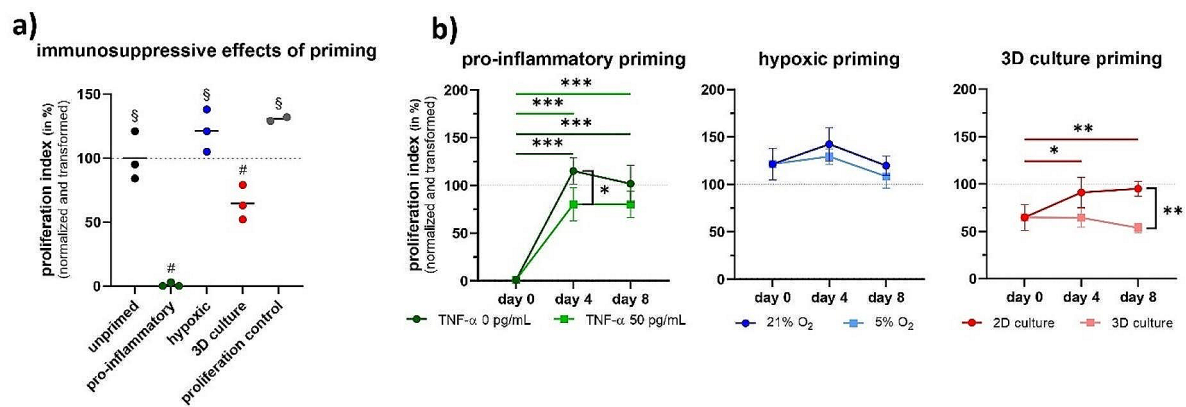 a)
immunosuppressive effects of priming
proliferation index (in %)
(normalized and transformed)
150
100
50
0
§
#
§
#
§
unprimed
pro-inflammatory
hypoxic
3D culture
proliferation control
b)
pro-inflammatory priming
proliferation index (in %)
(normalized and transformed)
200
150
100
50
0
***
***
***
***
*
day 0
day 4
day 8
TNF-α 0 pg/mL
TNF-α 50 pg/mL
hypoxic priming
200
150
100
50
0
day 0
day 4
day 8
21% O₂
5% O₂
3D culture priming
200
150
100
50
0
**
*
**
day 0
day 4
day 8
2D culture
3D culture